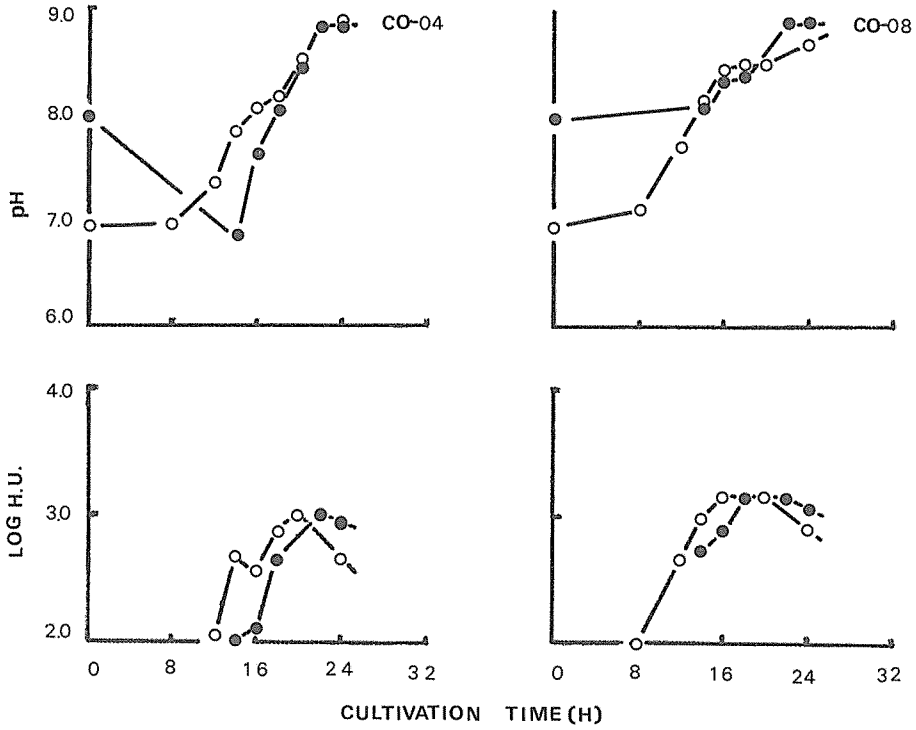 9.0
CO-04
CO-08
8.0
pH
7.0
6.0
4.0
LOG H.U.
3.0
2.0
0 8 16 24 32
0 8 16 24 32
CULTIVATION TIME (H)